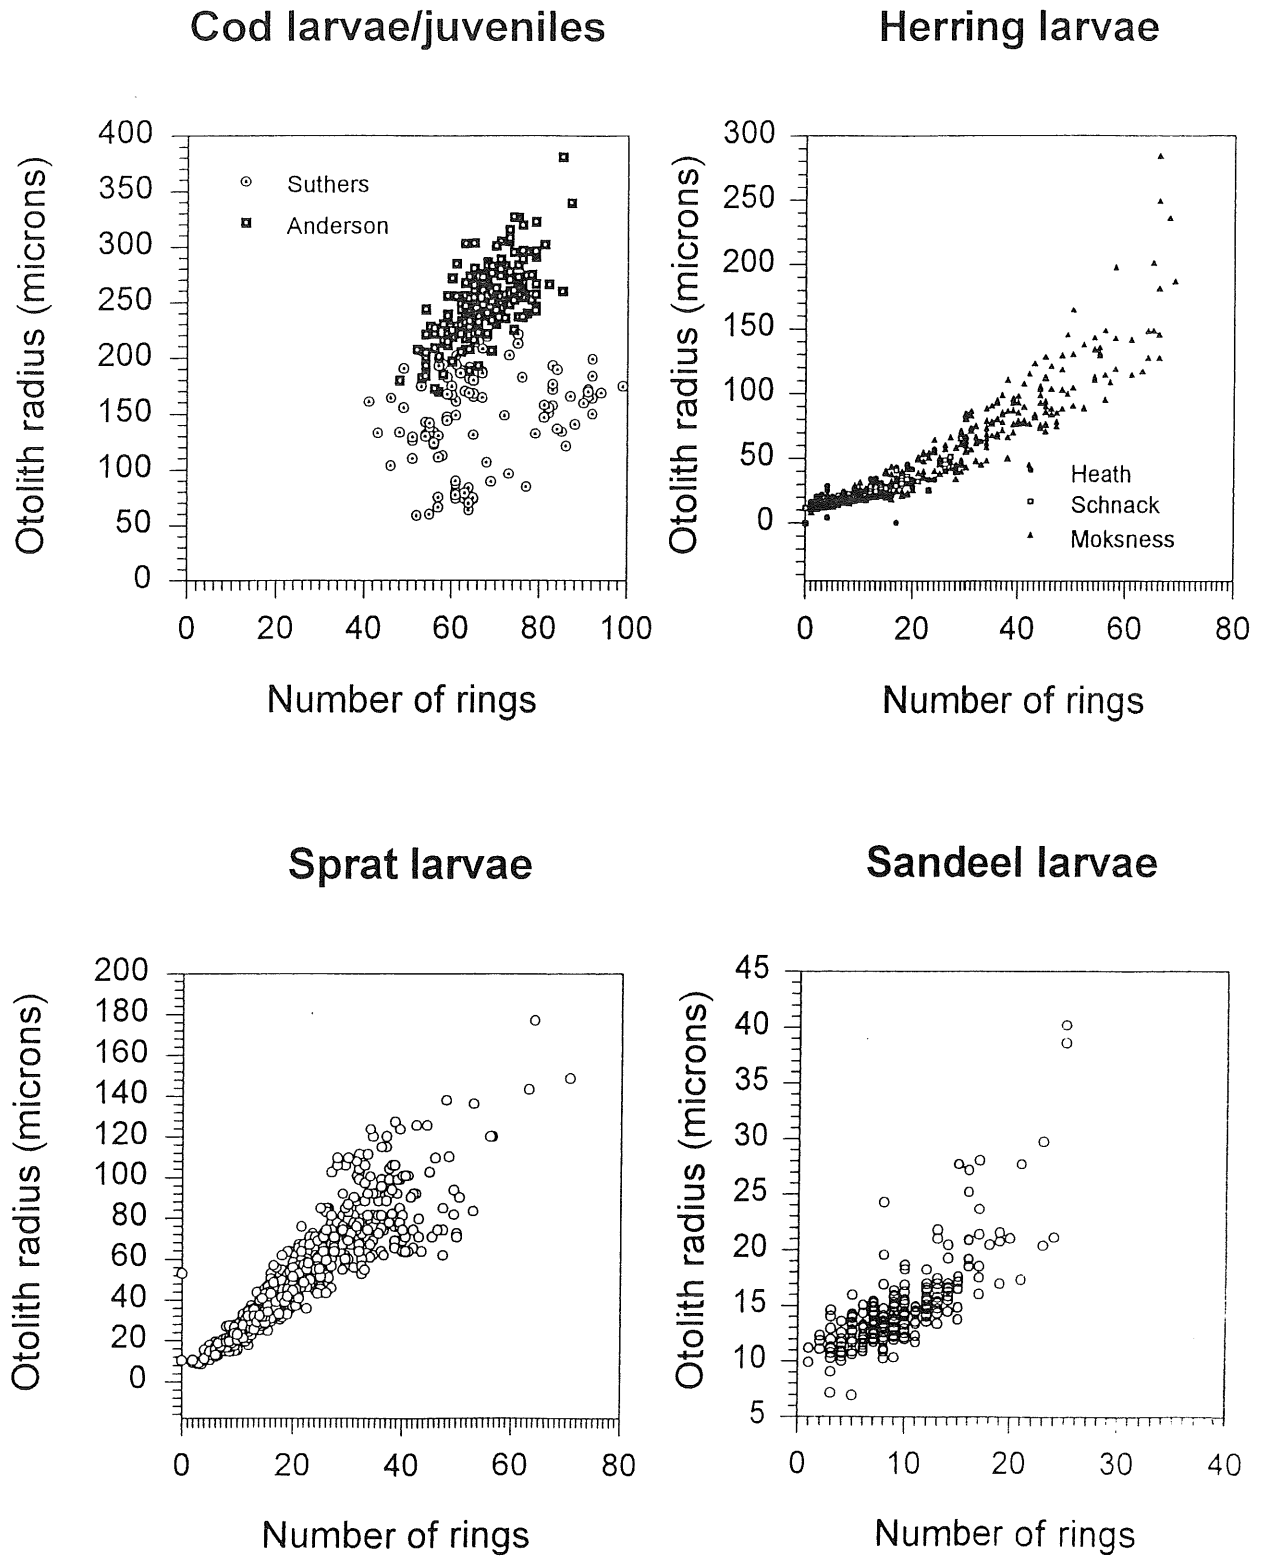 Cod larvae/juveniles
Otolith radius (microns)
400
350
300
250
200
150
100
50
0
Suthers
Anderson
0 20 40 60 80 100
Number of rings
Herring larvae
Otolith radius (microns)
300
250
200
150
100
50
0
Heath
Schnack
Moksness
0 20 40 60 80
Number of rings
Sprat larvae
Otolith radius (microns)
200
180
160
140
120
100
80
60
40
20
0
0 20 40 60 80
Number of rings
Sandeel larvae
Otolith radius (microns)
45
40
35
30
25
20
15
10
5
0 10 20 30 40
Number of rings